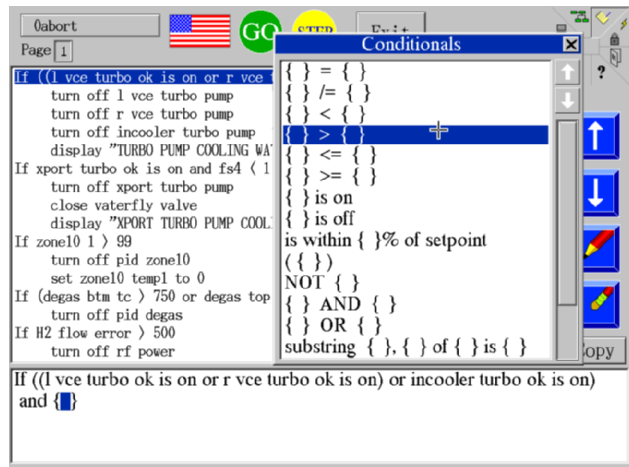 0abort
Page 1
GO
STEP
Exit
?
If ((l vce turbo ok is on or r vce t
turn off l vce turbo pump
turn off r vce turbo pump
turn off incooler turbo pump
display "TURBO PUMP COOLING WA
If xport turbo ok is on and fs4 < 1
turn off xport turbo pump
close vaterfly valve
display "XPORT TURBO PUMP COOL
If zone10 1 > 99
turn off pid zone10
set zone10 temp1 to 0
If (degas btm tc > 750 or degas top
turn off pid degas
If H2 flow error > 500
turn off rf power
Conditionals
{ } = { }
{ } /= { }
{ } < { }
{ } > { }
{ } <= { }
{ } >= { }
{ } is on
{ } is off
is within { }% of setpoint
({ })
NOT { }
{ } AND { }
{ } OR { }
substring { }, { } of { } is { }
opy
If ((l vce turbo ok is on or r vce turbo ok is on) or incooler turbo is on)
and { }